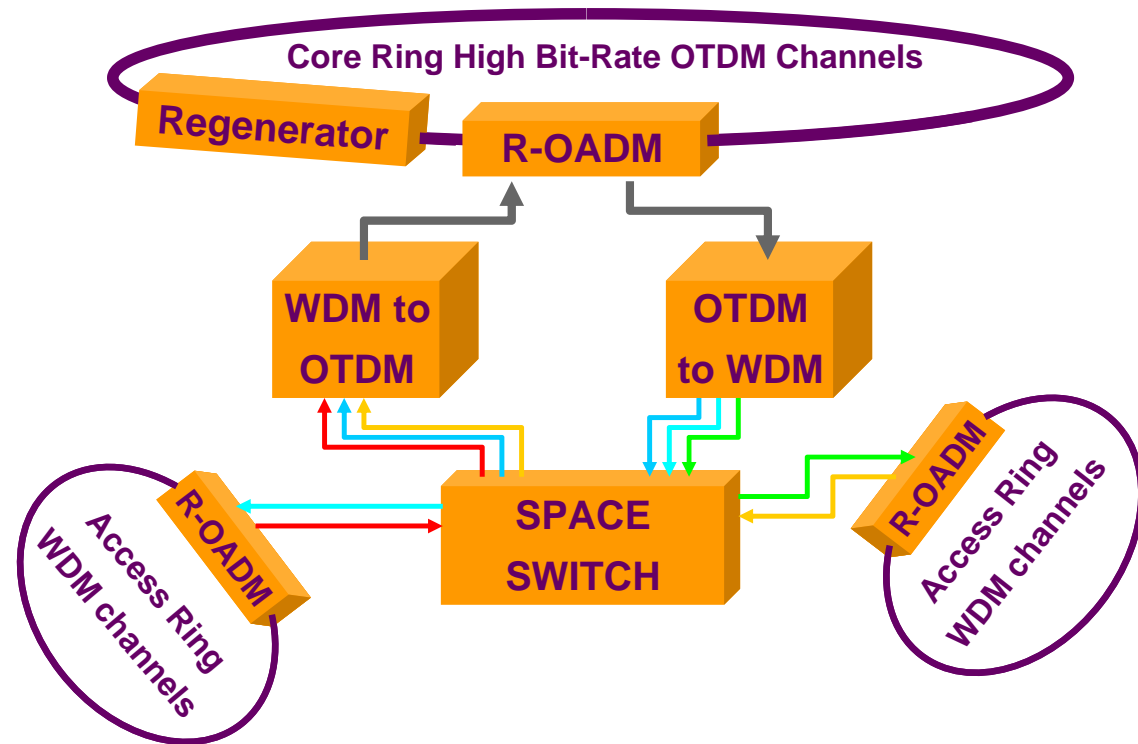 Core Ring High Bit-Rate OTDM Channels
Regenerator
R-OADM
WDM to
OTDM
OTDM
to WDM
SPACE
SWITCH
R-OADM
Access Ring
WDM channels
R-OADM
Access Ring
WDM channels